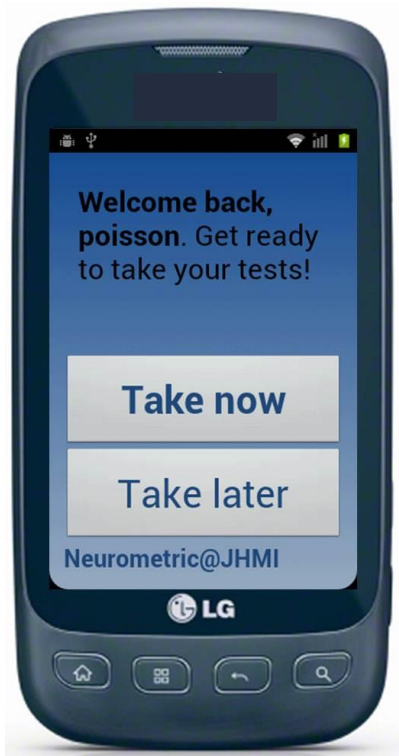 Welcome back,
poisson. Get ready
to take your tests!
Take now
Take later
Neurometric@JHMI
LG